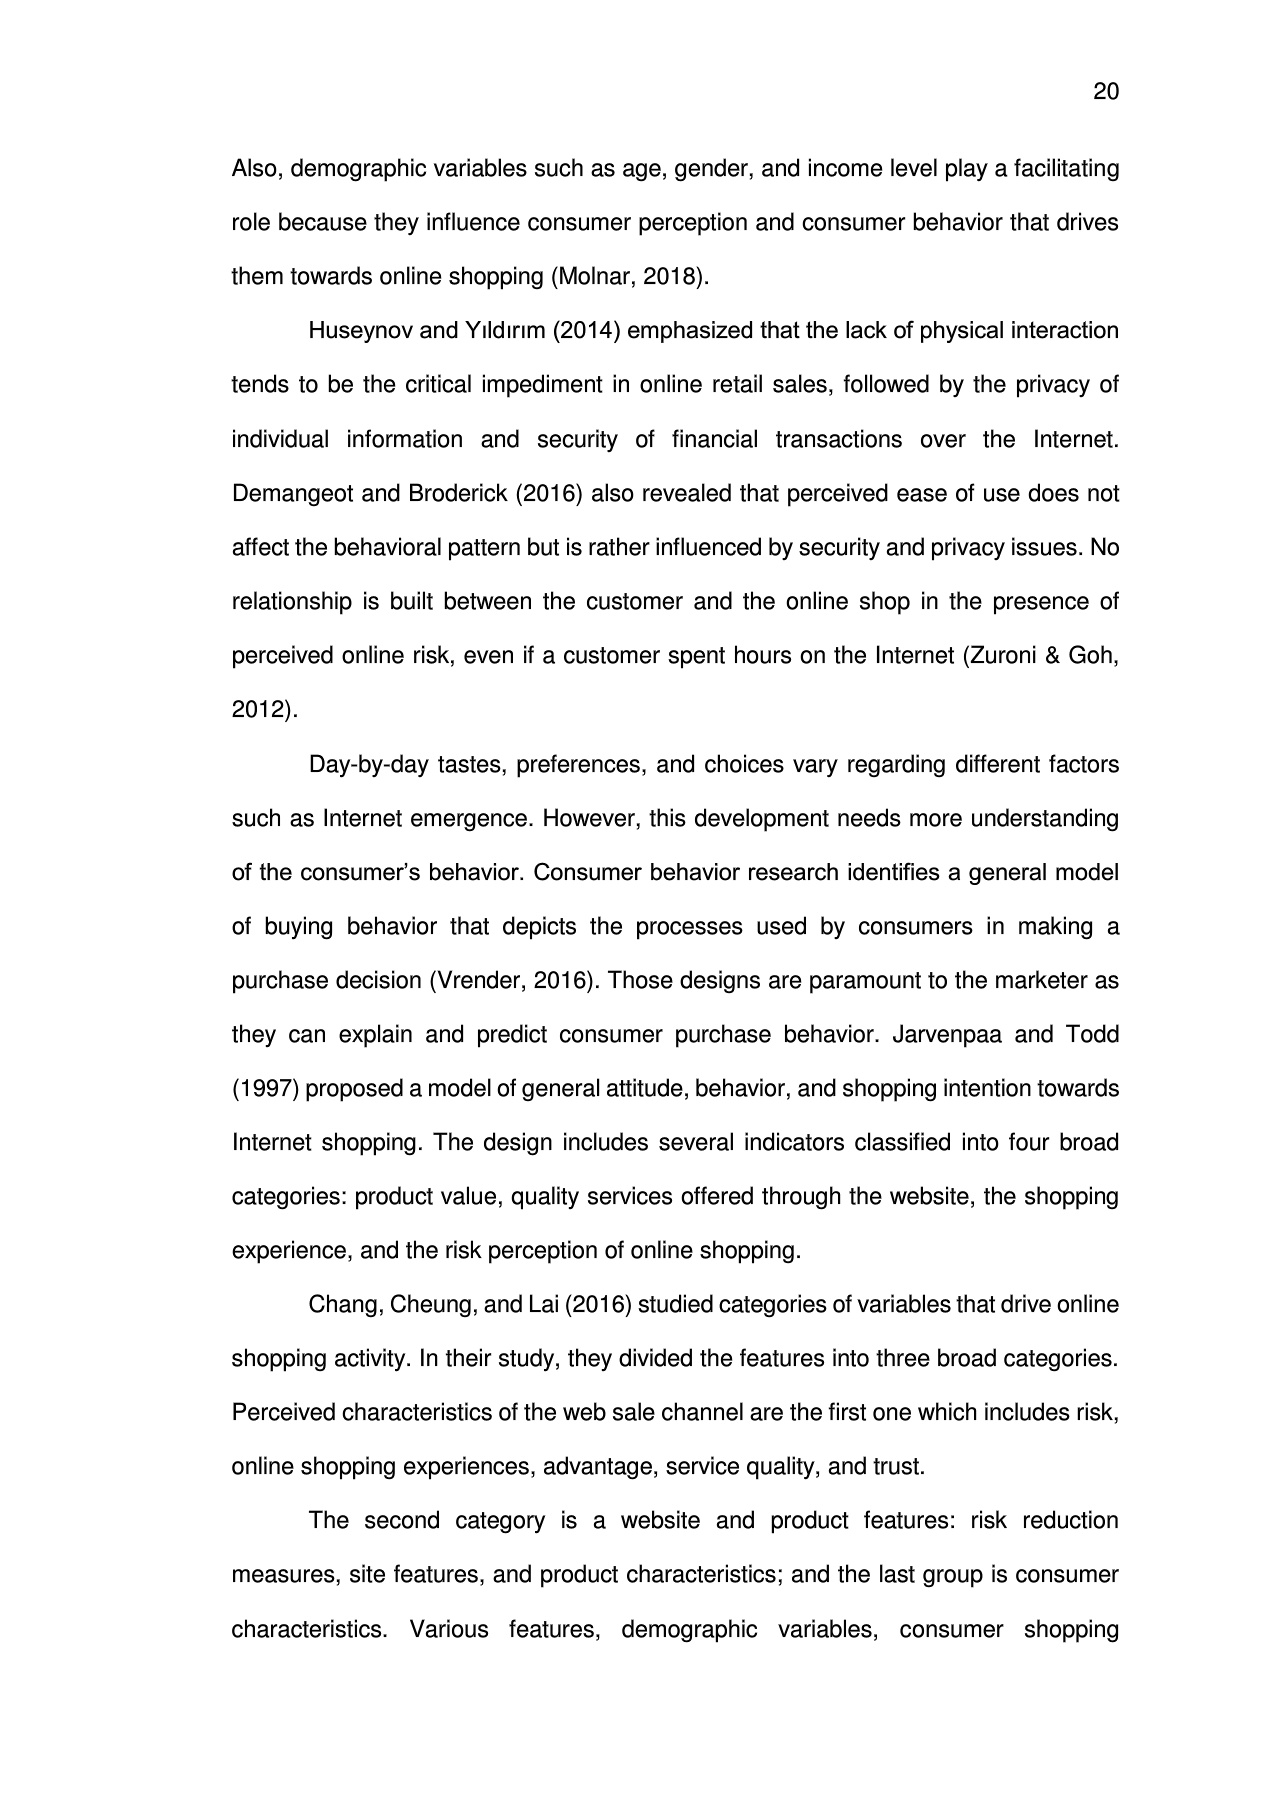 20
Also, demographic variables such as age, gender, and income level play a facilitating
role because they influence consumer perception and consumer behavior that drives
them towards online shopping (Molnar, 2018).
Huseynov and Yıldırım (2014) emphasized that the lack of physical interaction
tends to be the critical impediment in online retail sales, followed by the privacy of
individual information and security of financial transactions over the Internet.
Demangeot and Broderick (2016) also revealed that perceived ease of use does not
affect the behavioral pattern but is rather influenced by security and privacy issues. No
relationship is built between the customer and the online shop in the presence of
perceived online risk, even if a customer spent hours on the Internet (Zuroni & Goh,
2012).
Day-by-day tastes, preferences, and choices vary regarding different factors
such as Internet emergence. However, this development needs more understanding
of the consumer’s behavior. Consumer behavior research identifies a general model
of buying behavior that depicts the processes used by consumers in making a
purchase decision (Vrender, 2016). Those designs are paramount to the marketer as
they can explain and predict consumer purchase behavior. Jarvenpaa and Todd
(1997) proposed a model of general attitude, behavior, and shopping intention towards
Internet shopping. The design includes several indicators classified into four broad
categories: product value, quality services offered through the website, the shopping
experience, and the risk perception of online shopping.
Chang, Cheung, and Lai (2016) studied categories of variables that drive online
shopping activity. In their study, they divided the features into three broad categories.
Perceived characteristics of the web sale channel are the first one which includes risk,
online shopping experiences, advantage, service quality, and trust.
The second category is a website and product features: risk reduction
measures, site features, and product characteristics; and the last group is consumer
characteristics. Various features, demographic variables, consumer shopping